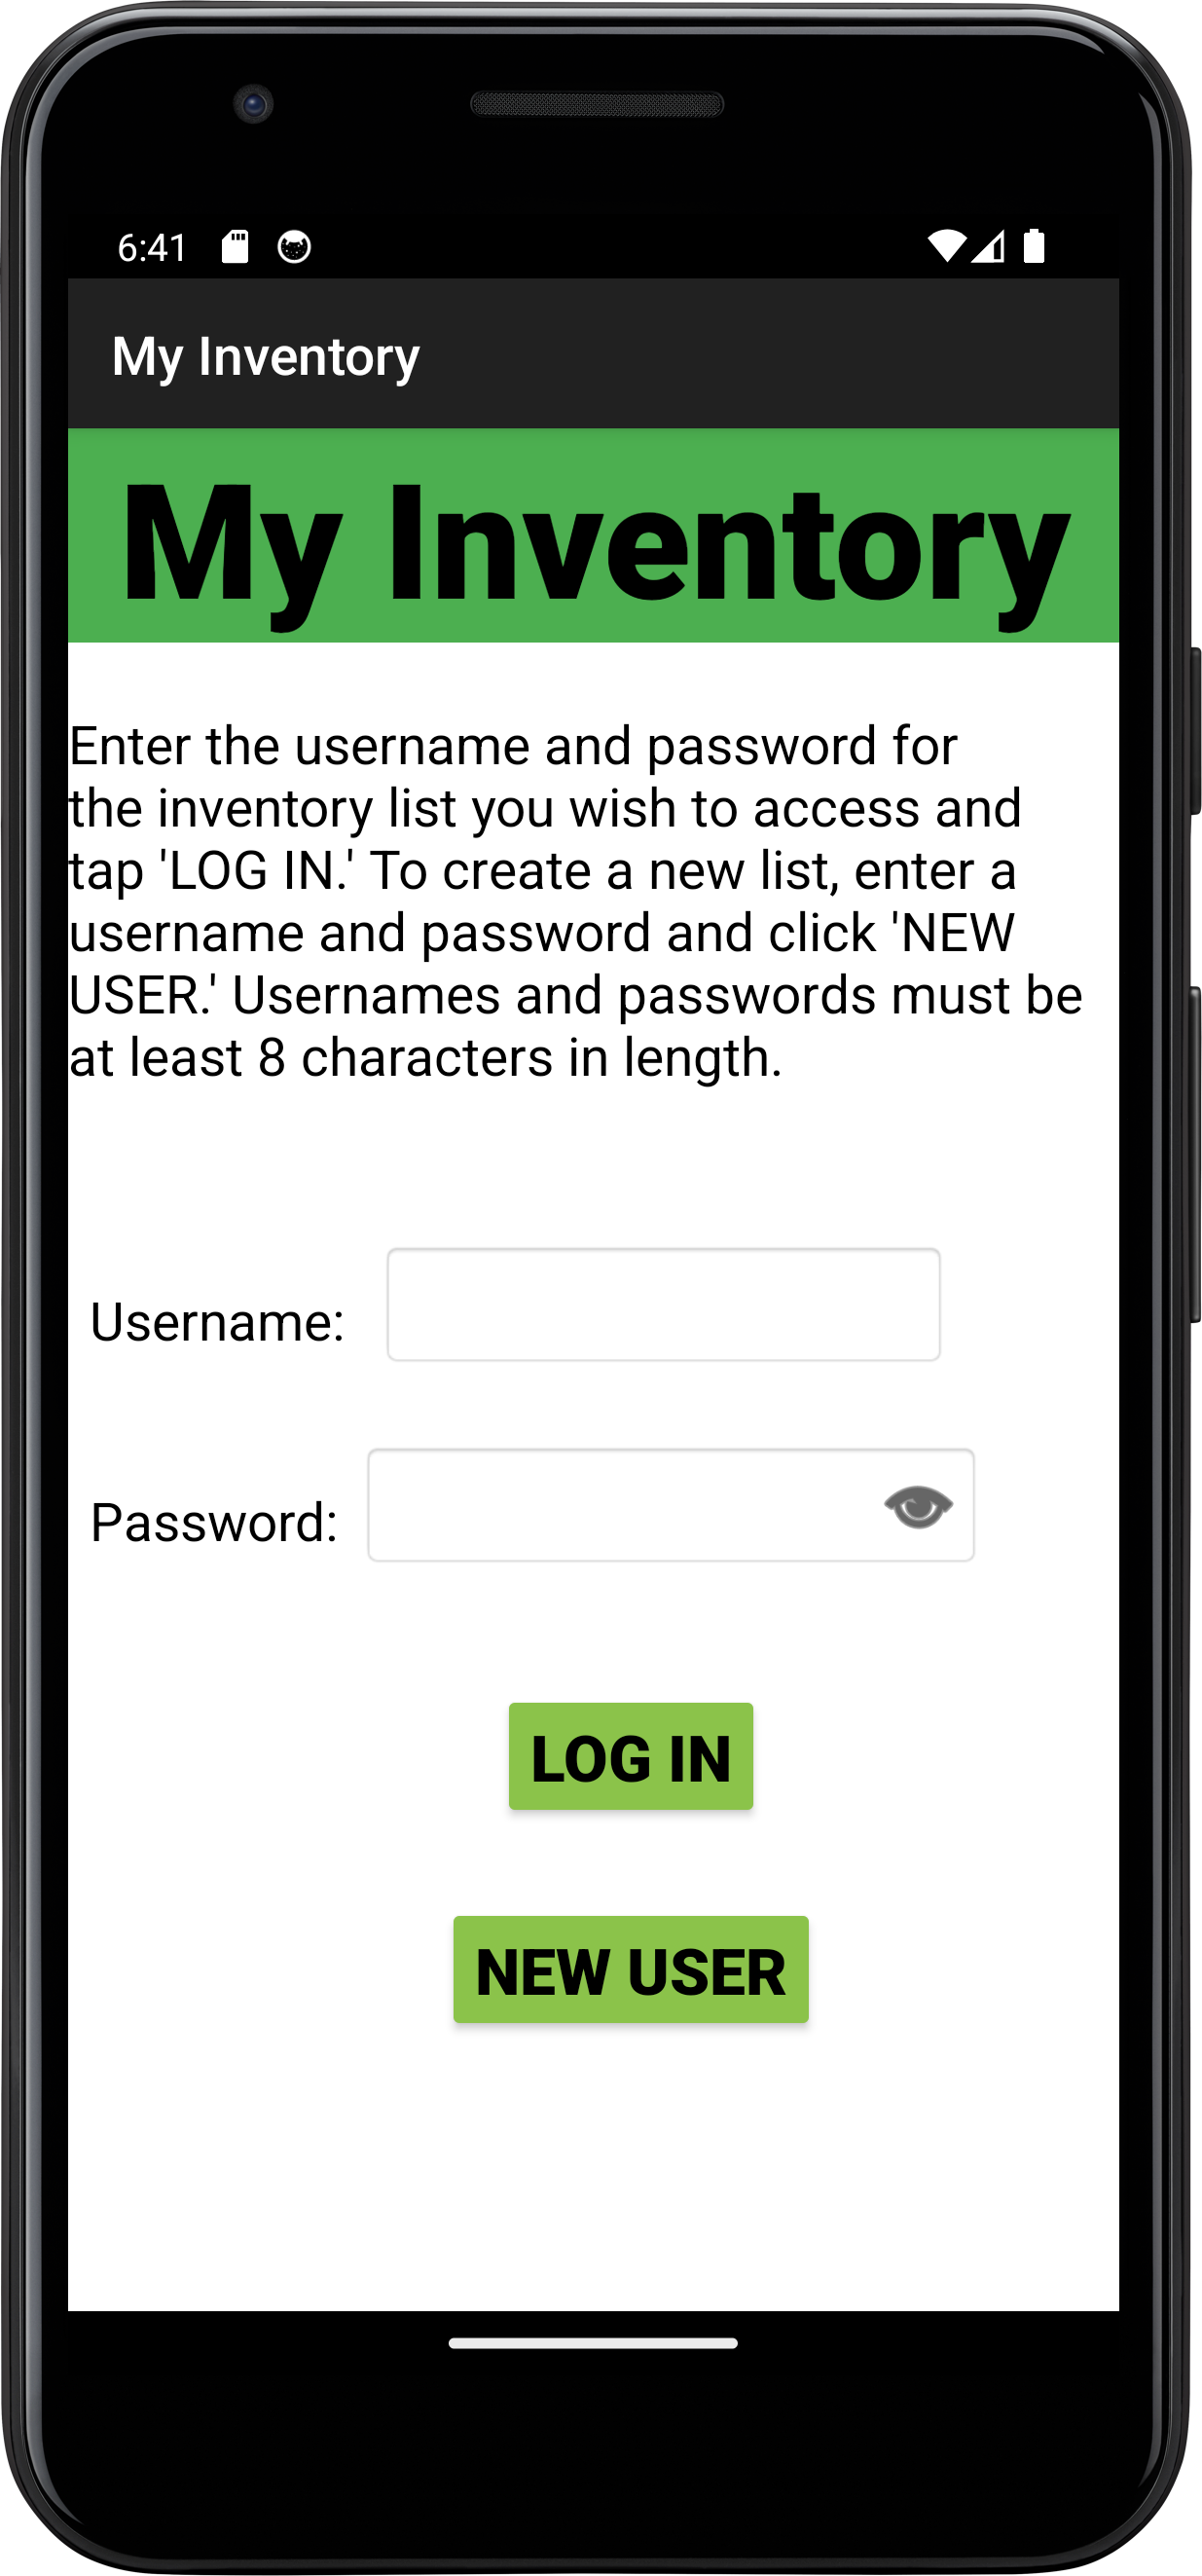 6:41
My Inventory
My Inventory
Enter the username and password for
the inventory list you wish to access and
tap 'LOG IN.' To create a new list, enter a
username and password and click 'NEW
USER.' Usernames and passwords must be
at least 8 characters in length.
Username:
Password:
LOG IN
NEW USER